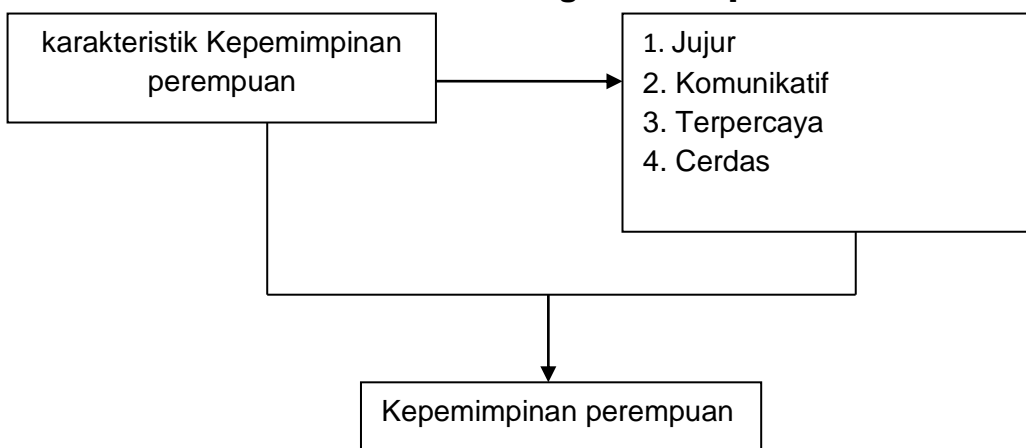 karakteristik Kepemimpinan
perempuan
1. Jujur
2. Komunikatif
3. Terpercaya
4. Cerdas
Kepemimpinan perempuan